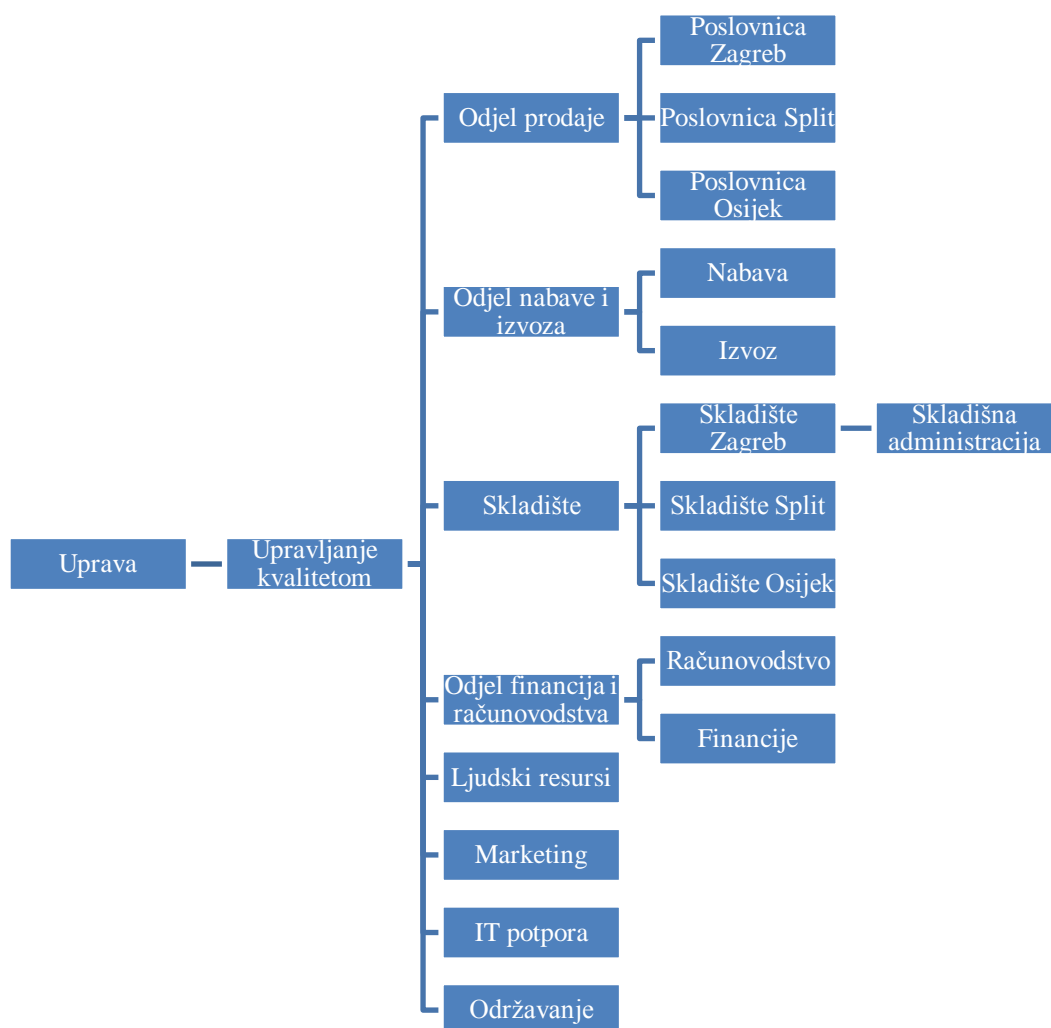 Poslovnica
Zagreb
Odjel prodaje
Poslovnica Split
Poslovnica
Osijek
Odjel nabave i
izvoza
Nabava
Izvoz
Skladište
Zagreb
Skladišna
administracija
Skladište
Skladište Split
Skladište Osijek
Uprava
Upravljanje
kvalitetom
Odjel financija i
računovodstva
Računovodstvo
Financije
Ljudski resursi
Marketing
IT potpora
Održavanje